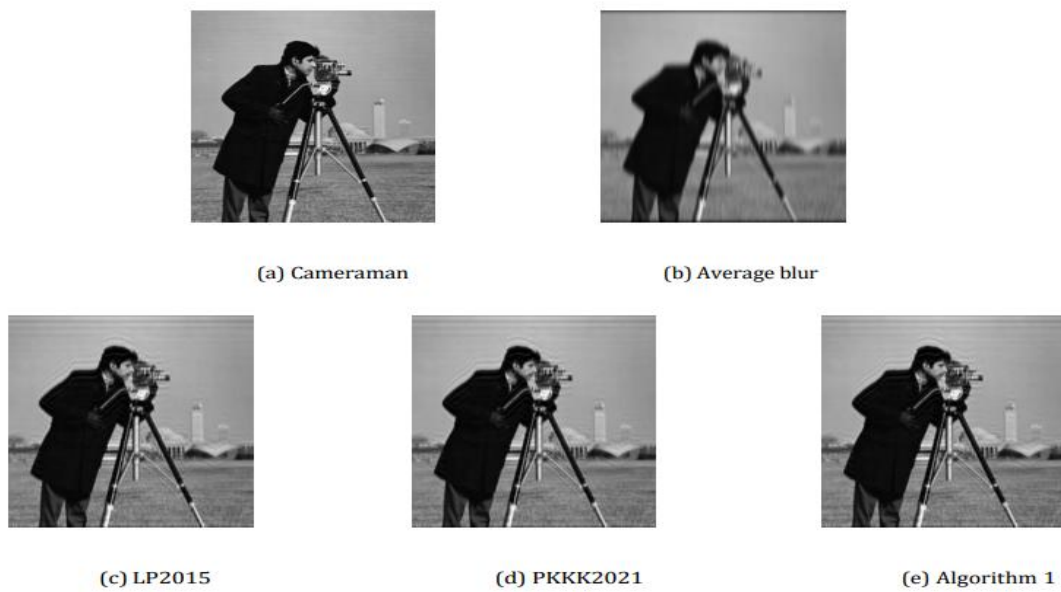 (a) Cameraman
(b) Average blur
(c) LP2015
(d) PKKK2021
(e) Algorithm 1